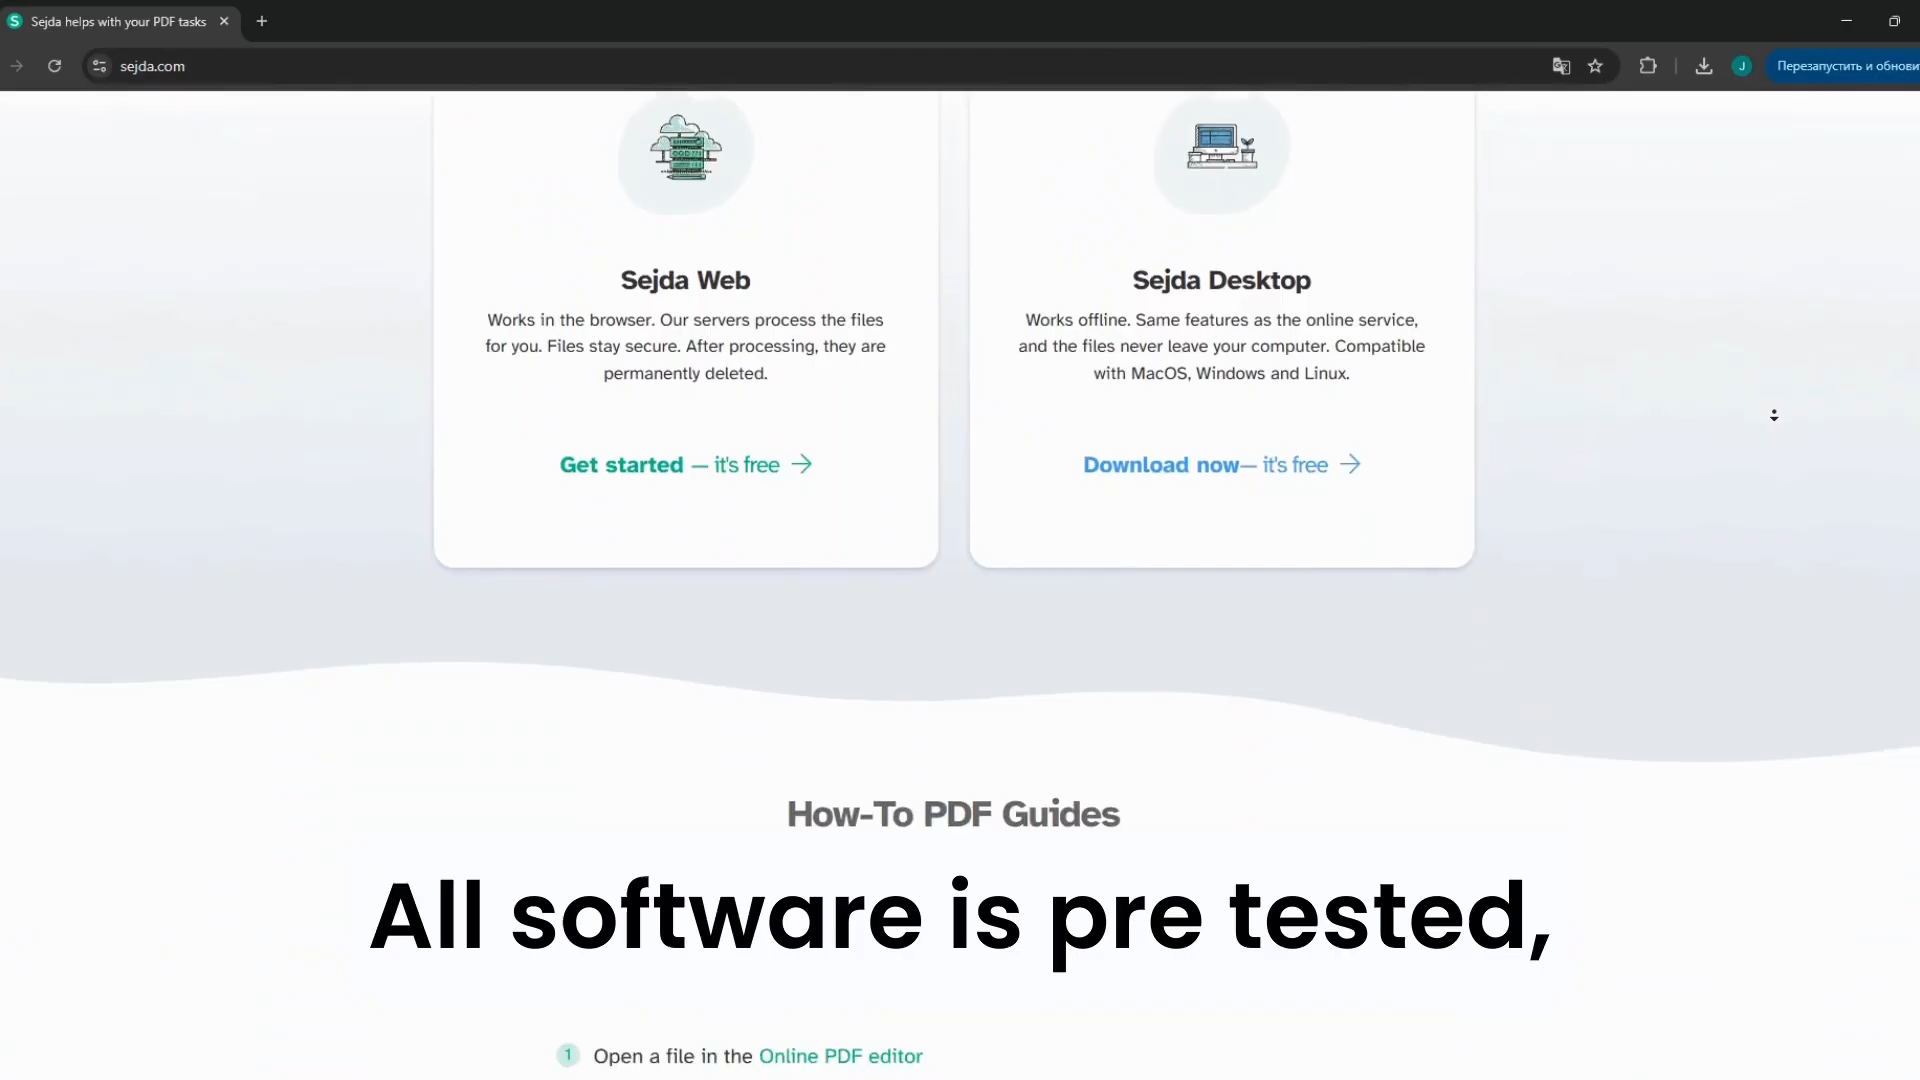 Sejda helps with your PDF tasks
sejda.com
J
Перезапустить и обнови
Sejda Web
Works in the browser. Our servers process the files
for you. Files stay secure. After processing, they are
permanently deleted.
Get started — it's free →
Sejda Desktop
Works offline. Same features as the online service,
and the files never leave your computer. Compatible
with MacOS, Windows and Linux.
Download now— it's free →
How-To PDF Guides
All software is pre tested,
1 Open a file in the Online PDF editor